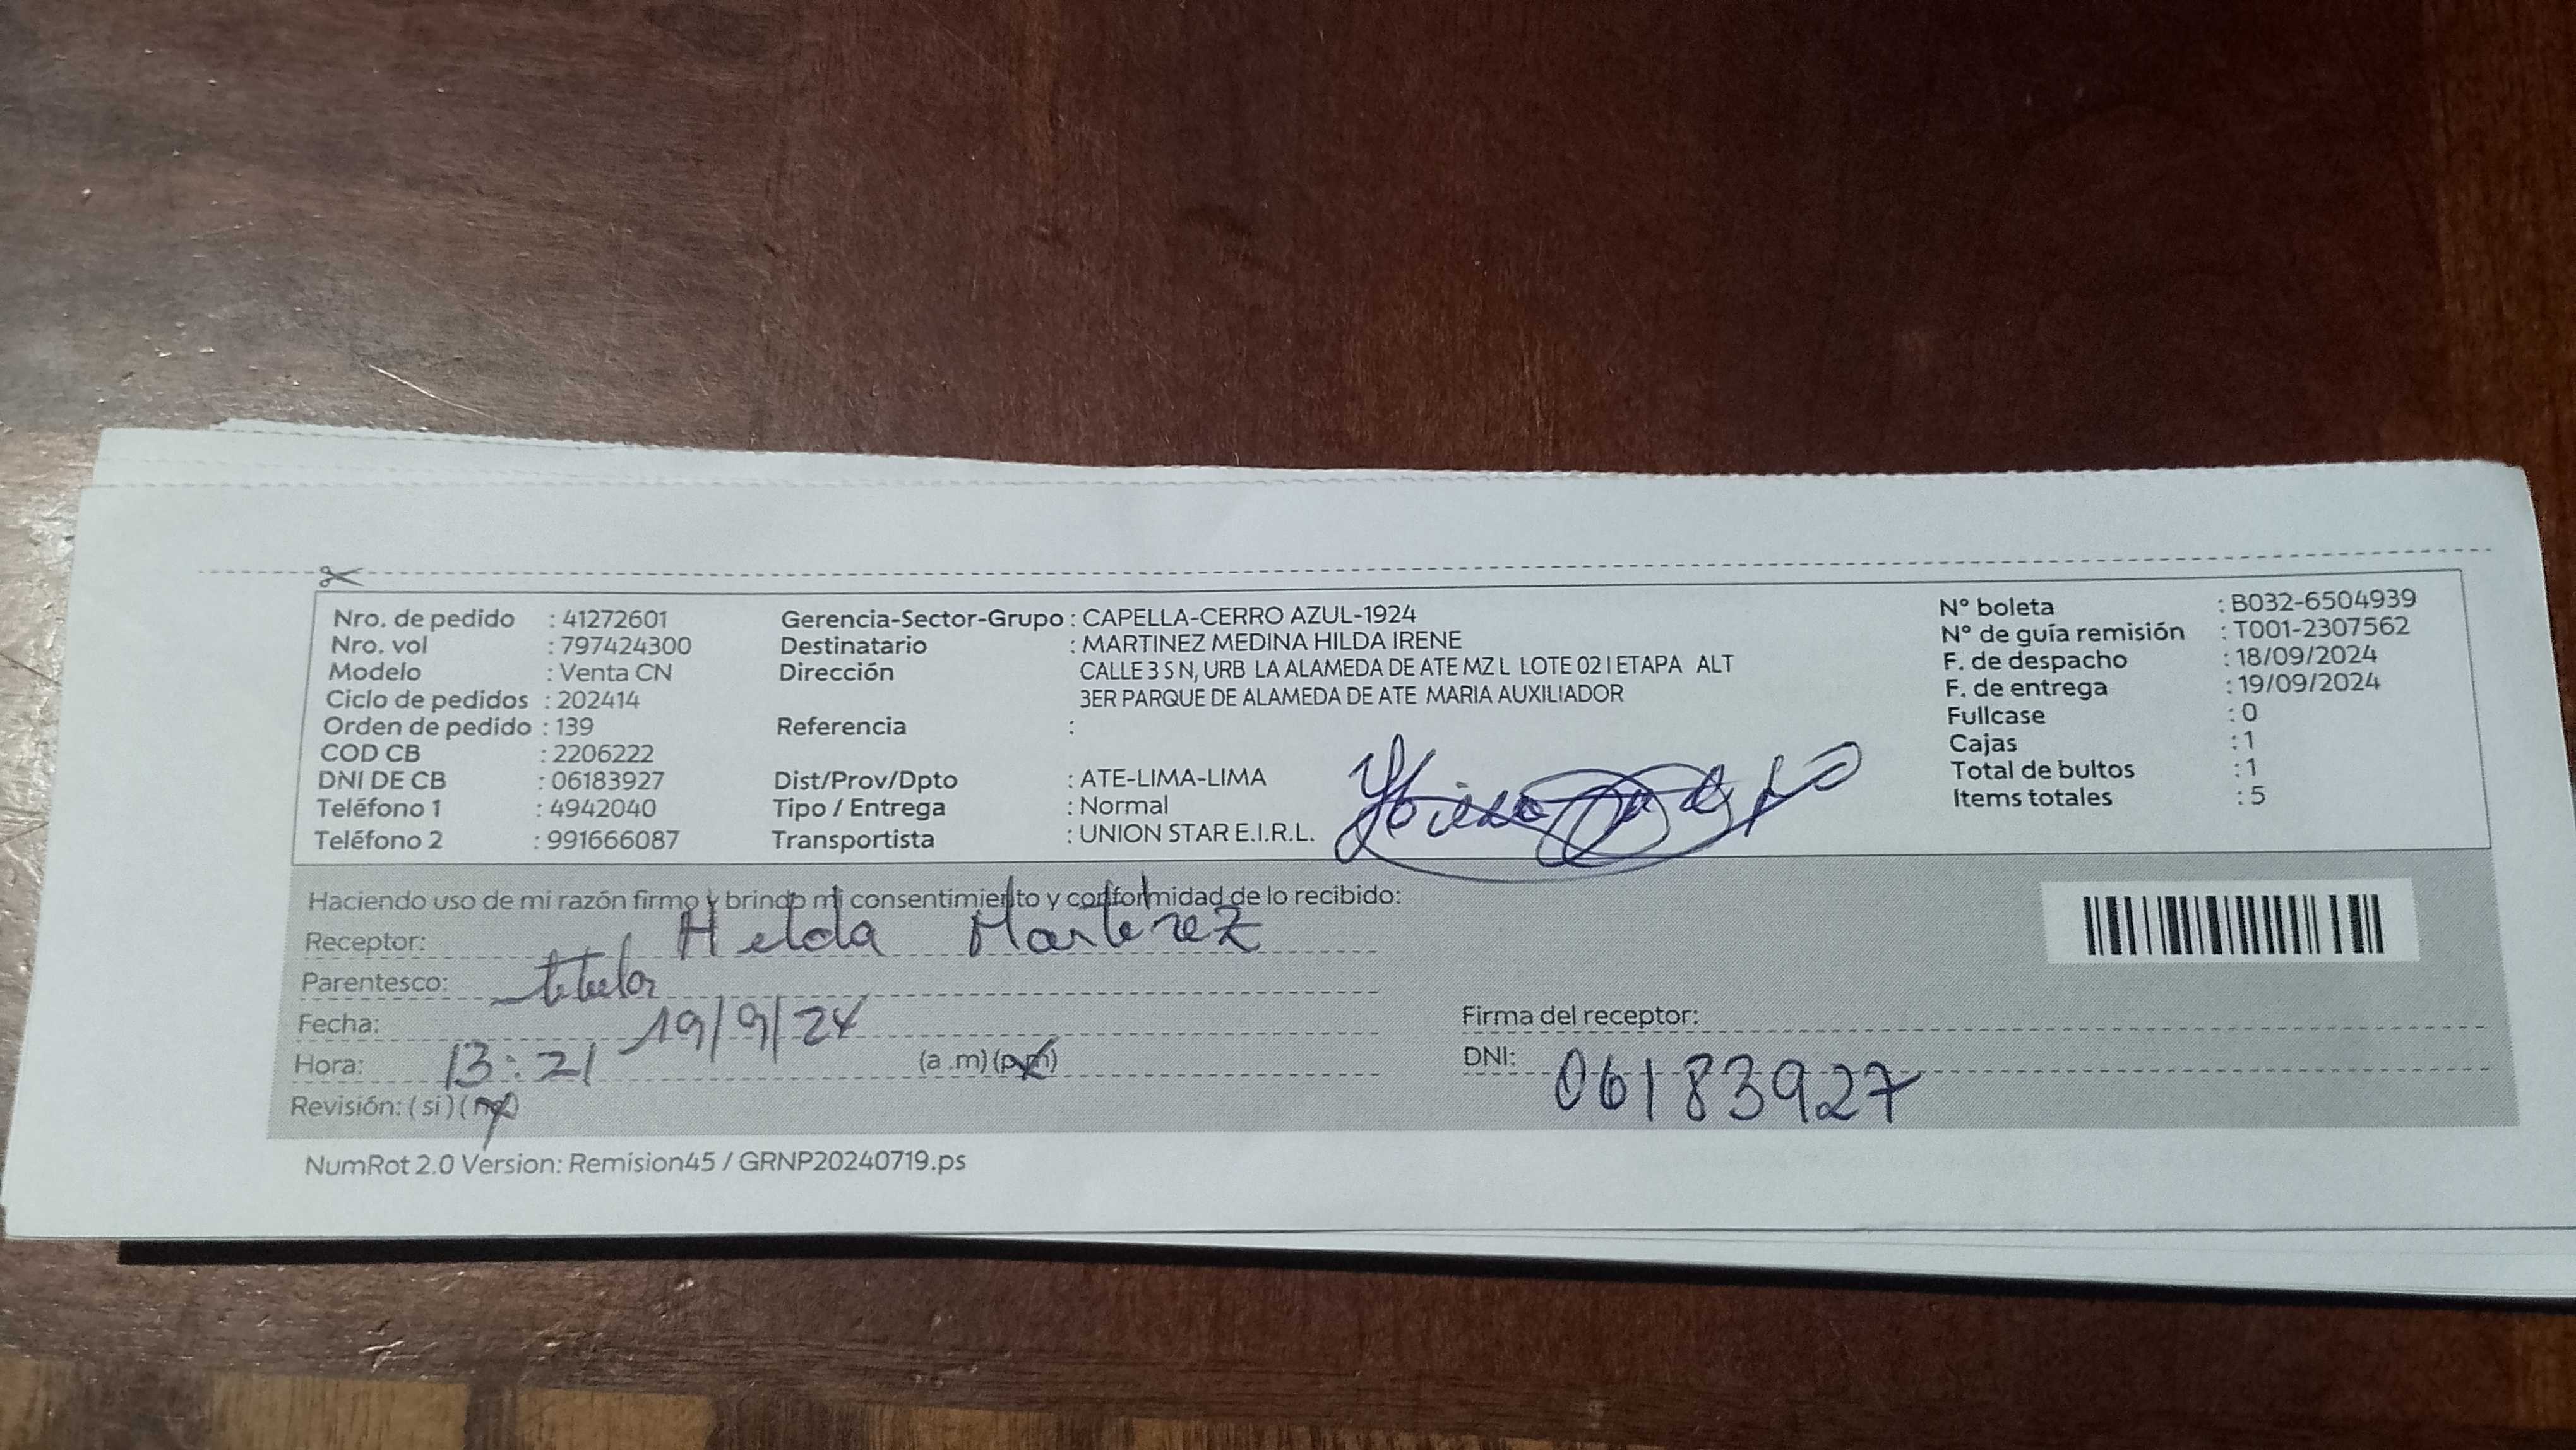 Nro. de pedido : 41272601
Nro. vol : 797424300
Modelo : Venta CN
Ciclo de pedidos : 202414
Orden de pedido : 139
COD CB : 2206222
DNI DE CB : 06183927
Teléfono 1 : 4942040
Teléfono 2 : 991666087
Gerencia-Sector-Grupo : CAPELLA-CERRO AZUL-1924
Destinatario : MARTINEZ MEDINA HILDA IRENE
Dirección CALLE 3 S N, URB LA ALAMEDA DE ATE MZ L LOTE 02 I ETAPA ALT
3ER PARQUE DE ALAMEDA DE ATE MARIA AUXILIADOR
Referencia :
Dist/Prov/Dpto : ATE-LIMA-LIMA
Tipo / Entrega : Normal
Transportista : UNION STAR E.I.R.L.
N° boleta : B032-6504939
N° de guía remisión : T001-2307562
F. de despacho : 18/09/2024
F. de entrega : 19/09/2024
Fullcase : 0
Cajas : 1
Total de bultos : 1
Items totales : 5
Haciendo uso de mi razón firmo y brindo mi consentimiento y conformidad de lo recibido:
Receptor: Hilda Martinez
Parentesco: titular
Fecha: 19/9/24
Hora: 13:21 (a .m) (p.m)
Revisión: (si) (no)
Firma del receptor:
DNI: 06183927
NumRot 2.0 Version: Remision45 / GRNP20240719.ps